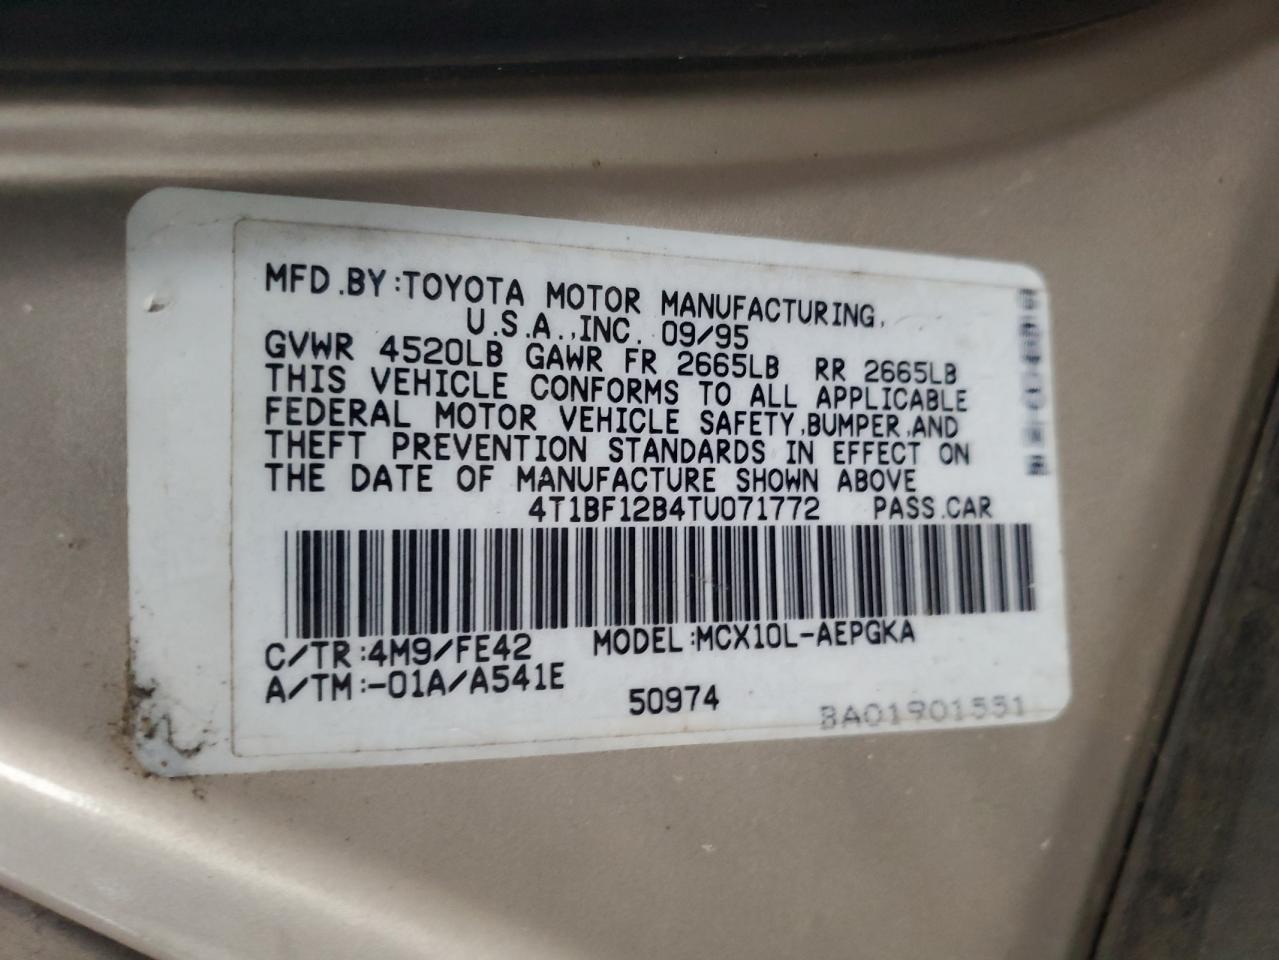 MFD.BY:TOYOTA MOTOR MANUFACTURING,
U.S.A.,INC. 09/95
GVWR 4520LB GAWR FR 2665LB RR 2665LB
THIS VEHICLE CONFORMS TO ALL APPLICABLE
FEDERAL MOTOR VEHICLE SAFETY,BUMPER,AND
THEFT PREVENTION STANDARDS IN EFFECT ON
THE DATE OF MANUFACTURE SHOWN ABOVE
4T1BF12B4TU071772 PASS.CAR
C/TR:4M9/FE42 MODEL:MCX10L-AEPGKA
A/TM:-01A/A541E
50974
BA01901551